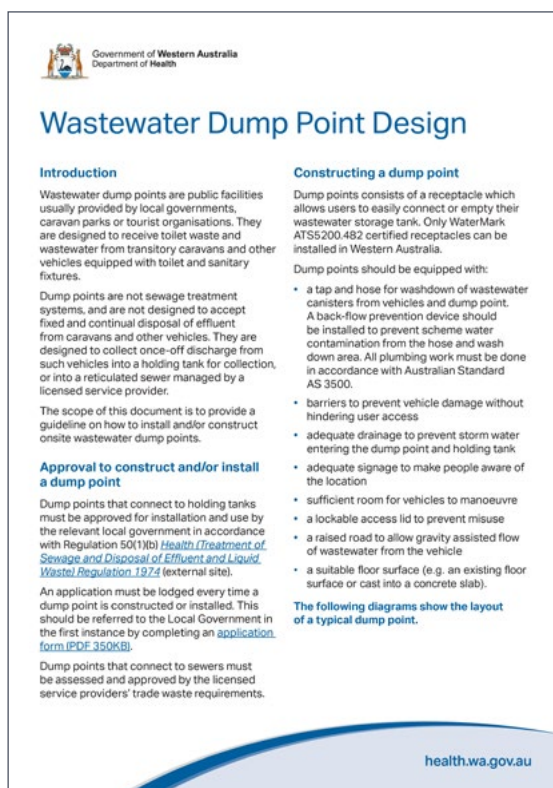 Government of Western Australia
Department of Health
Wastewater Dump Point Design
Introduction
Wastewater dump points are public facilities
usually provided by local governments,
caravan parks or tourist organisations. They
are designed to receive toilet waste and
wastewater from transitory caravans and other
vehicles equipped with toilet and sanitary
fixtures.
Dump points are not sewage treatment
systems, and are not designed to accept
fixed and continual disposal of effluent
from caravans and other vehicles. They are
designed to collect once-off discharge from
such vehicles into a holding tank for collection,
or into a reticulated sewer managed by a
licensed service provider.
The scope of this document is to provide a
guideline on how to install and/or construct
onsite wastewater dump points.
Approval to construct and/or install
a dump point
Dump points that connect to holding tanks
must be approved for installation and use by
the relevant local government in accordance
with Regulation 50(1)(b) Health (Treatment of
Sewage and Disposal of Effluent and Liquid
Waste) Regulation 1974 (external site).
An application must be lodged every time a
dump point is constructed or installed. This
should be referred to the Local Government in
the first instance by completing an application
form (PDF 350KB).
Dump points that connect to sewers must
be assessed and approved by the licensed
service providers' trade waste requirements.
Constructing a dump point
Dump points consists of a receptacle which
allows users to easily connect or empty their
wastewater storage tank. Only WaterMark
ATS5200.482 certified receptacles can be
installed in Western Australia.
Dump points should be equipped with:
• a tap and hose for washdown of wastewater
canisters from vehicles and dump point.
A back-flow prevention device should
be installed to prevent scheme water
contamination from the hose and wash
down area. All plumbing work must be done
in accordance with Australian Standard
AS 3500.
• barriers to prevent vehicle damage without
hindering user access
• adequate drainage to prevent storm water
entering the dump point and holding tank
• adequate signage to make people aware of
the location
• sufficient room for vehicles to manoeuvre
• a lockable access lid to prevent misuse
• a raised road to allow gravity assisted flow
of wastewater from the vehicle
• a suitable floor surface (e.g. an existing floor
surface or cast into a concrete slab).
The following diagrams show the layout
of a typical dump point.
health.wa.gov.au